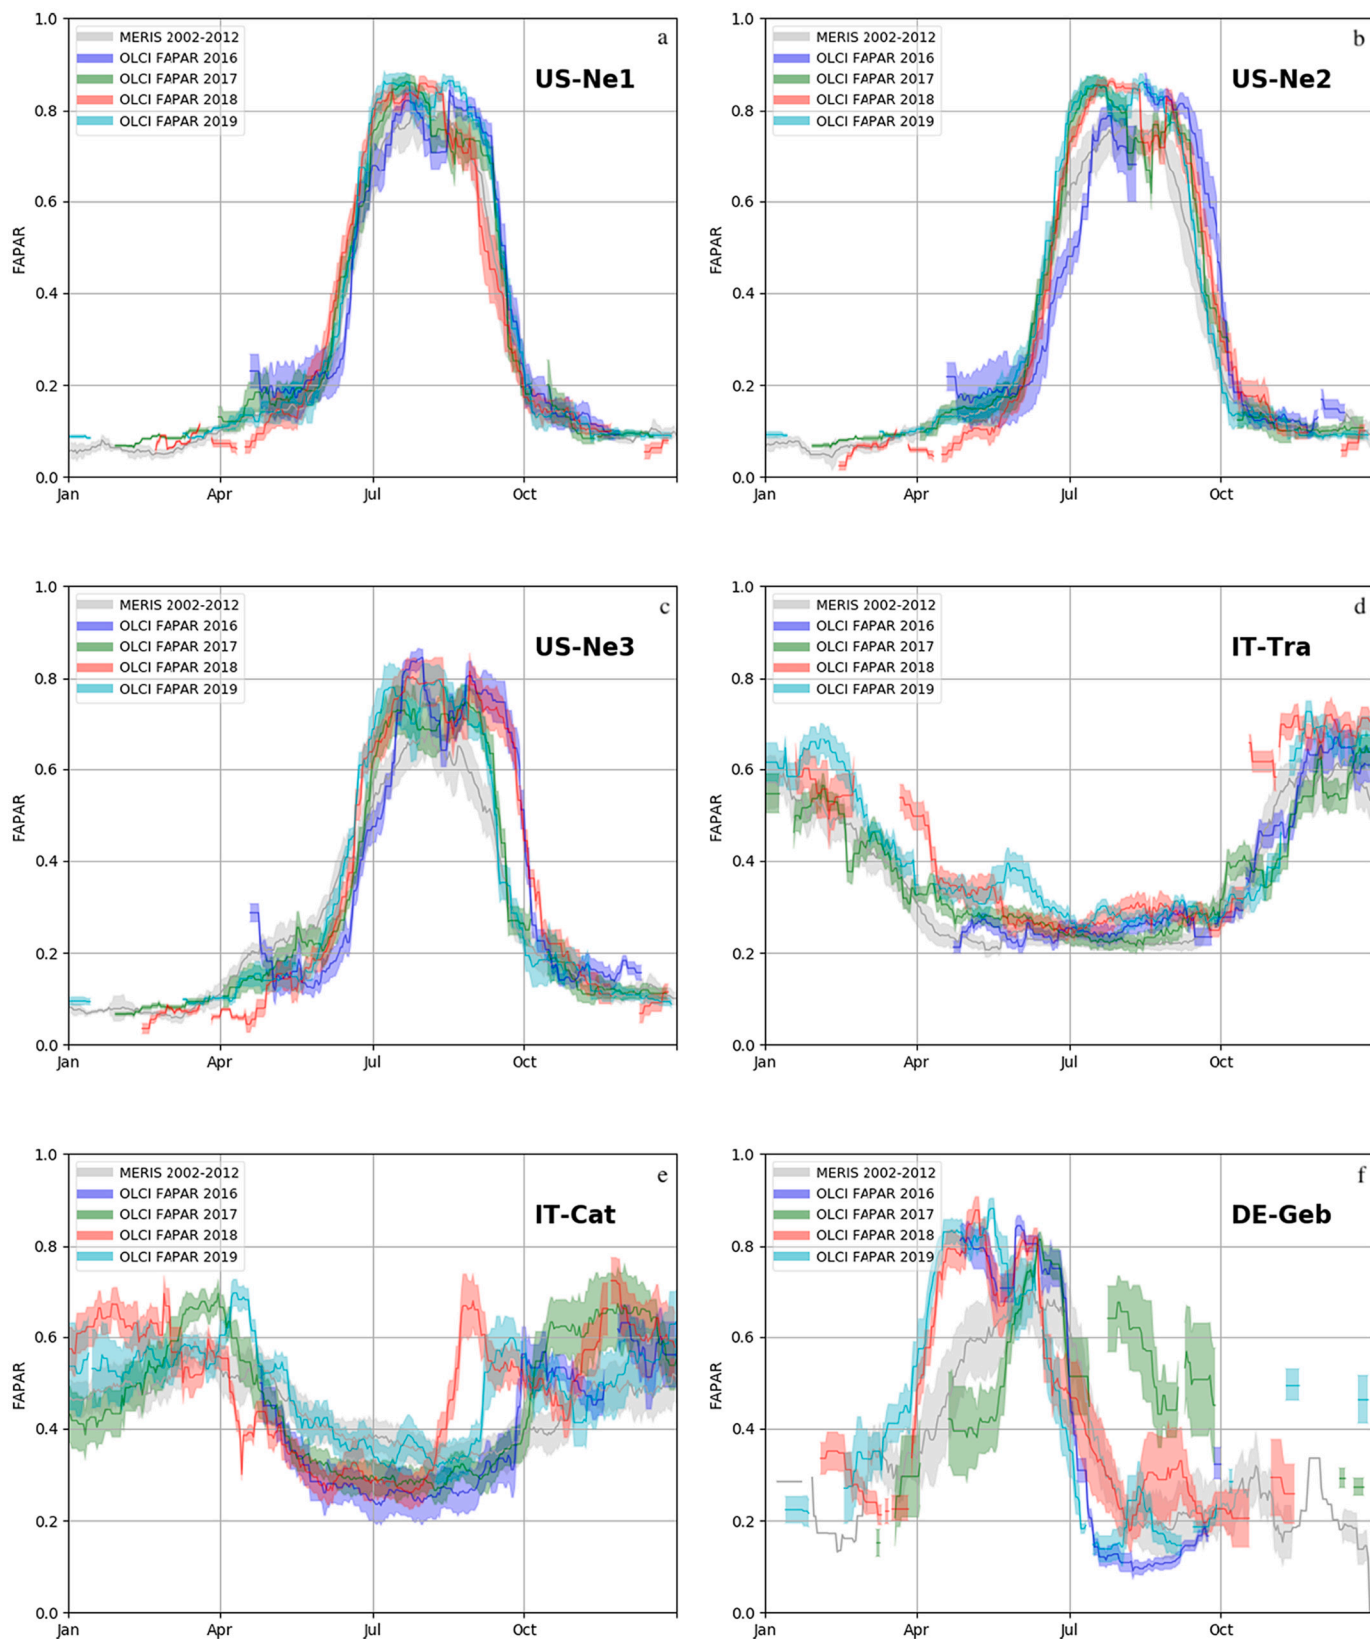 1.0
MERIS 2002-2012
OLCI FAPAR 2016
OLCI FAPAR 2017
OLCI FAPAR 2018
OLCI FAPAR 2019
a
US-Ne1
0.8
0.6
FAPAR
0.4
0.2
0.0
Jan
Apr
Jul
Oct
1.0
MERIS 2002-2012
OLCI FAPAR 2016
OLCI FAPAR 2017
OLCI FAPAR 2018
OLCI FAPAR 2019
b
US-Ne2
0.8
0.6
FAPAR
0.4
0.2
0.0
Jan
Apr
Jul
Oct
1.0
MERIS 2002-2012
OLCI FAPAR 2016
OLCI FAPAR 2017
OLCI FAPAR 2018
OLCI FAPAR 2019
c
US-Ne3
0.8
0.6
FAPAR
0.4
0.2
0.0
Jan
Apr
Jul
Oct
1.0
MERIS 2002-2012
OLCI FAPAR 2016
OLCI FAPAR 2017
OLCI FAPAR 2018
OLCI FAPAR 2019
d
IT-Tra
0.8
0.6
FAPAR
0.4
0.2
0.0
Jan
Apr
Jul
Oct
1.0
MERIS 2002-2012
OLCI FAPAR 2016
OLCI FAPAR 2017
OLCI FAPAR 2018
OLCI FAPAR 2019
e
IT-Cat
0.8
0.6
FAPAR
0.4
0.2
0.0
Jan
Apr
Jul
Oct
1.0
MERIS 2002-2012
OLCI FAPAR 2016
OLCI FAPAR 2017
OLCI FAPAR 2018
OLCI FAPAR 2019
f
DE-Geb
0.8
0.6
FAPAR
0.4
0.2
0.0
Jan
Apr
Jul
Oct